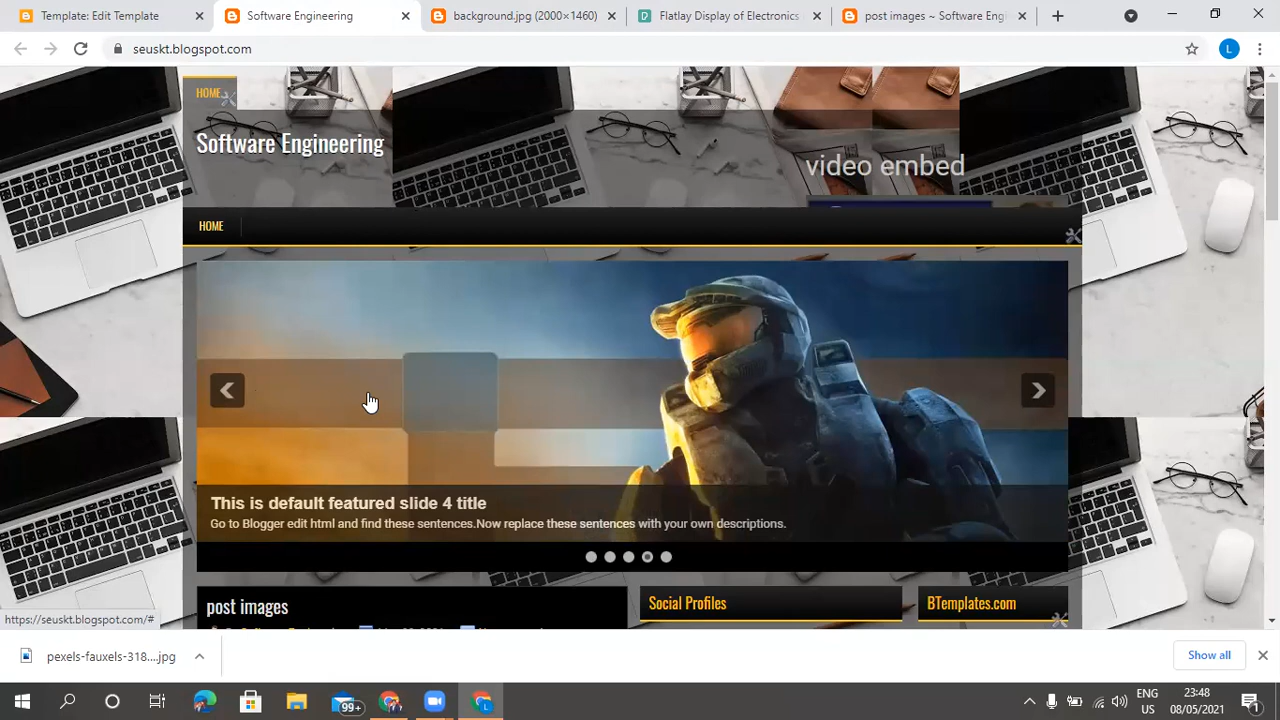 Template: Edit Template
Software Engineering
background.jpg (2000×1460)
Flatlay Display of Electronics
post images ~ Software Eng
seuskt.blogspot.com
L
HOME
Software Engineering
video embed
HOME
This is default featured slide 4 title
Go to Blogger edit html and find these sentences.Now replace these sentences with your own descriptions.
post images
Social Profiles
BTemplates.com
https://seuskt.blogspot.com/#
pexels-fauxels-318....jpg
Show all
99+
L
ENG
US
23:48
08/05/2021
1